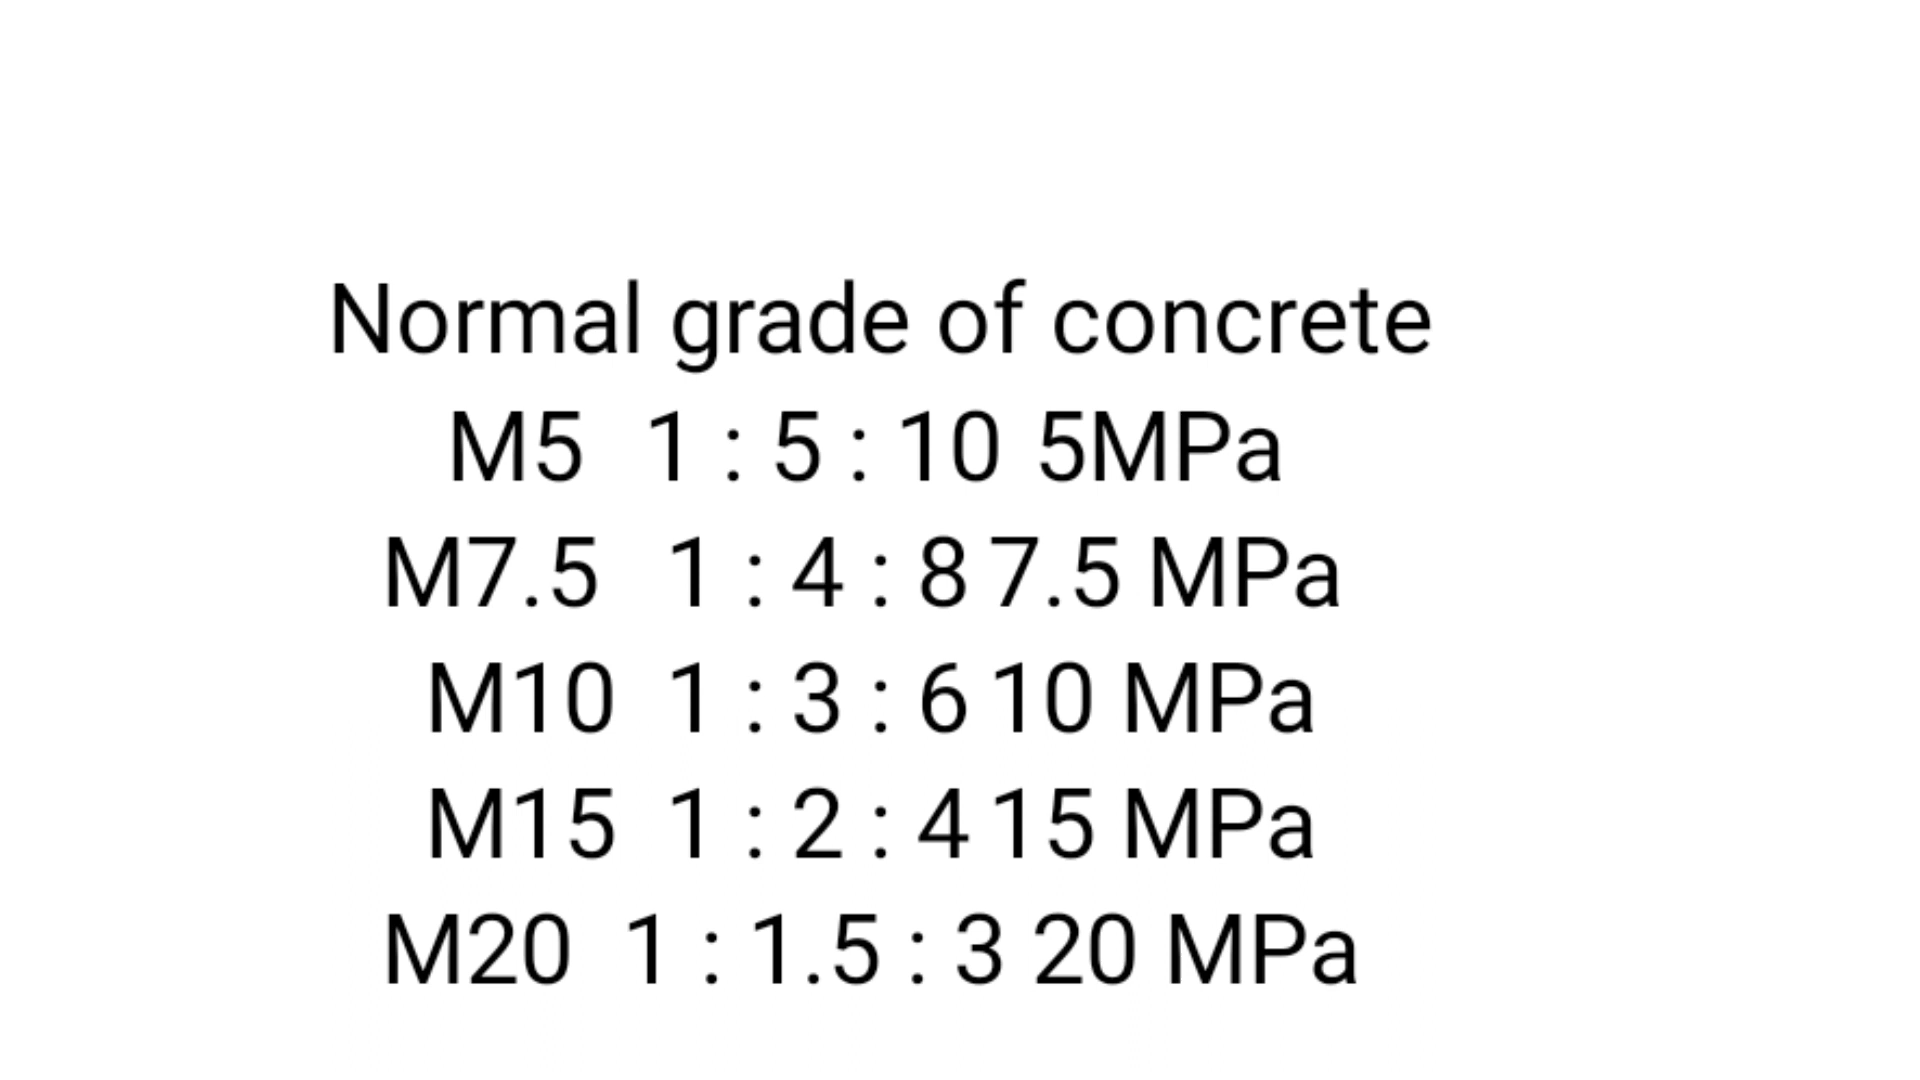 Normal grade of concrete
M5 1 : 5 : 10 5MPa
M7.5 1 : 4 : 8 7.5 MPa
M10 1 : 3 : 6 10 MPa
M15 1 : 2 : 4 15 MPa
M20 1 : 1.5 : 3 20 MPa